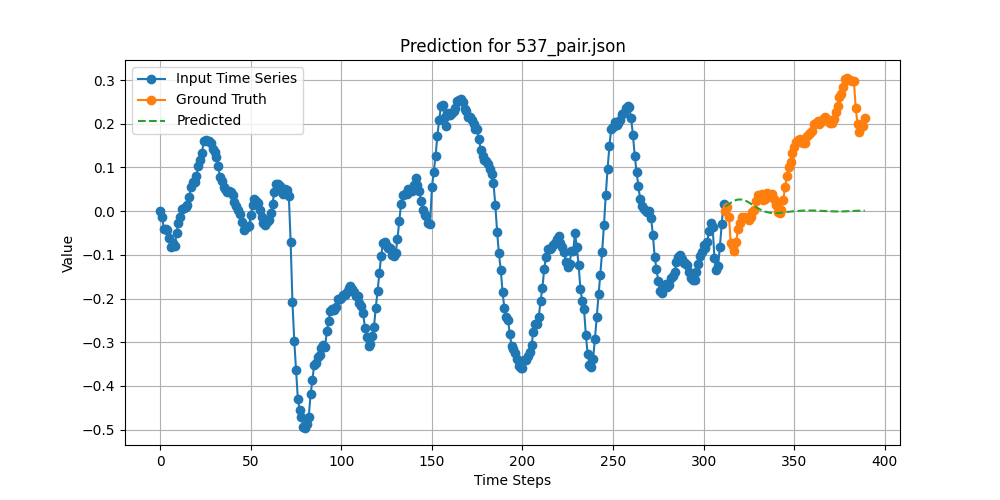 Prediction for 537_pair.json
Input Time Series
Ground Truth
Predicted
0.3
0.2
0.1
0.0
−0.1
−0.2
−0.3
−0.4
−0.5
Value
0 50 100 150 200 250 300 350 400
Time Steps